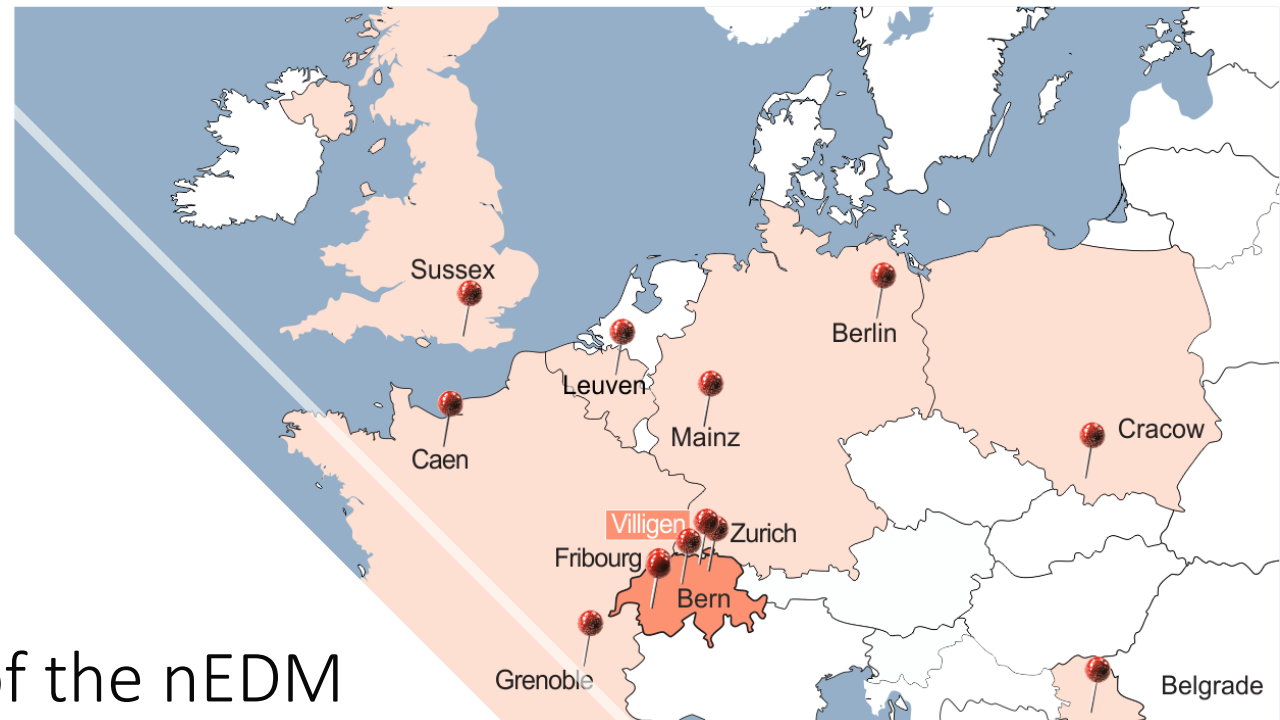 Sussex
Berlin
Leuven
Mainz
Cracow
Caen
Villigen
Zurich
Fribourg
Bern
Grenoble
Belgrade
of the nEDM